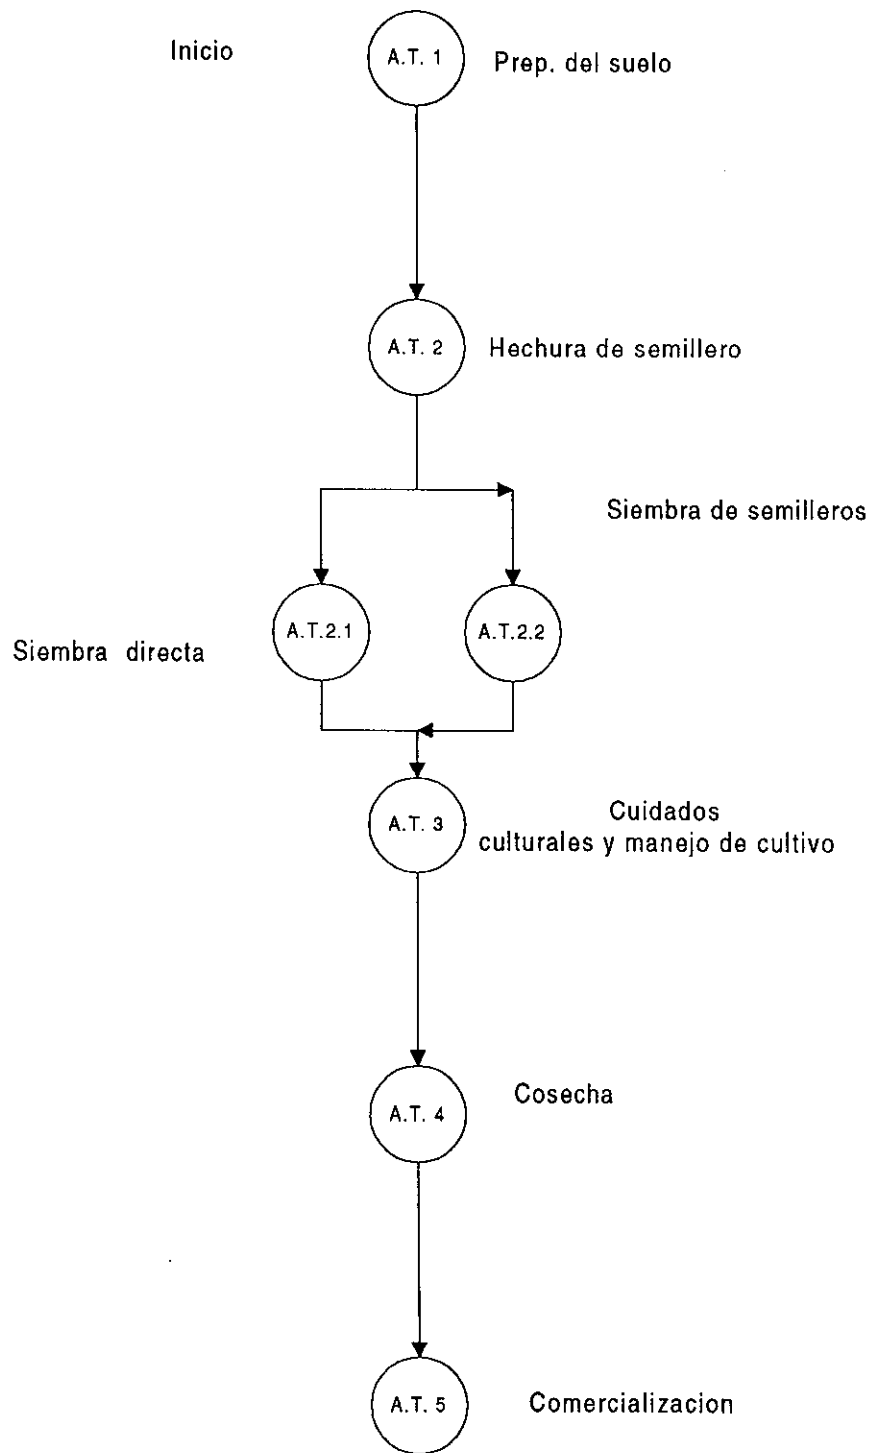 Inicio
A.T. 1
Prep. del suelo
A.T. 2
Hechura de semillero
Siembra de semilleros
A.T.2.1
A.T.2.2
Siembra directa
A.T. 3
Cuidados
culturales y manejo de cultivo
A.T. 4
Cosecha
A.T. 5
Comercializacion